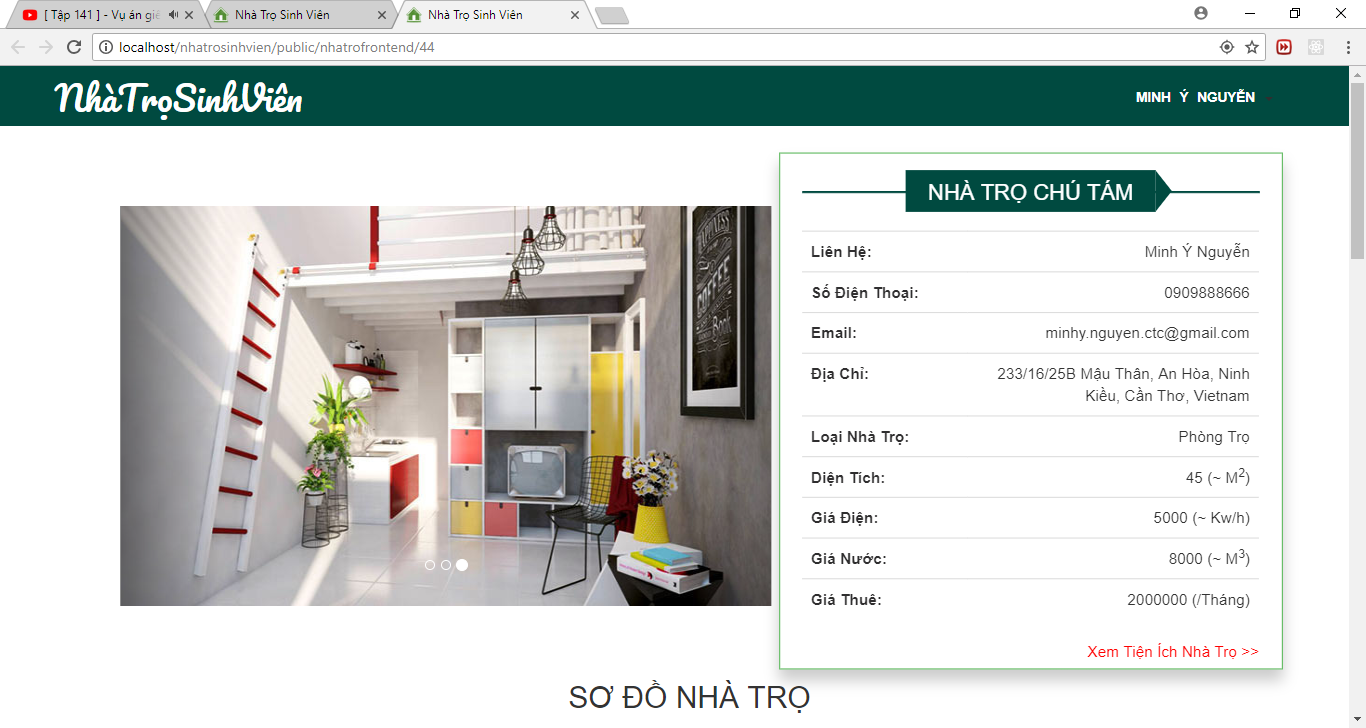 [ Tập 141 ] - Vụ án giế
Nhà Trọ Sinh Viên
Nhà Trọ Sinh Viên
localhost/nhatrosinhvien/public/nhatrofrontend/44
NhàTrọSinhViên
MINH Ý NGUYỄN
NHÀ TRỌ CHÚ TÁM
Liên Hệ: Minh Ý Nguyễn
Số Điện Thoại: 0909888666
Email: minhy.nguyen.ctc@gmail.com
Địa Chỉ: 233/16/25B Mậu Thân, An Hòa, Ninh
Kiều, Cần Thơ, Vietnam
Loại Nhà Trọ: Phòng Trọ
Diện Tích: 45 (~ M²)
Giá Điện: 5000 (~ Kw/h)
Giá Nước: 8000 (~ M³)
Giá Thuê: 2000000 (/Tháng)
Xem Tiện Ích Nhà Trọ >>
COFFEE
Book
SƠ ĐỒ NHÀ TRỌ